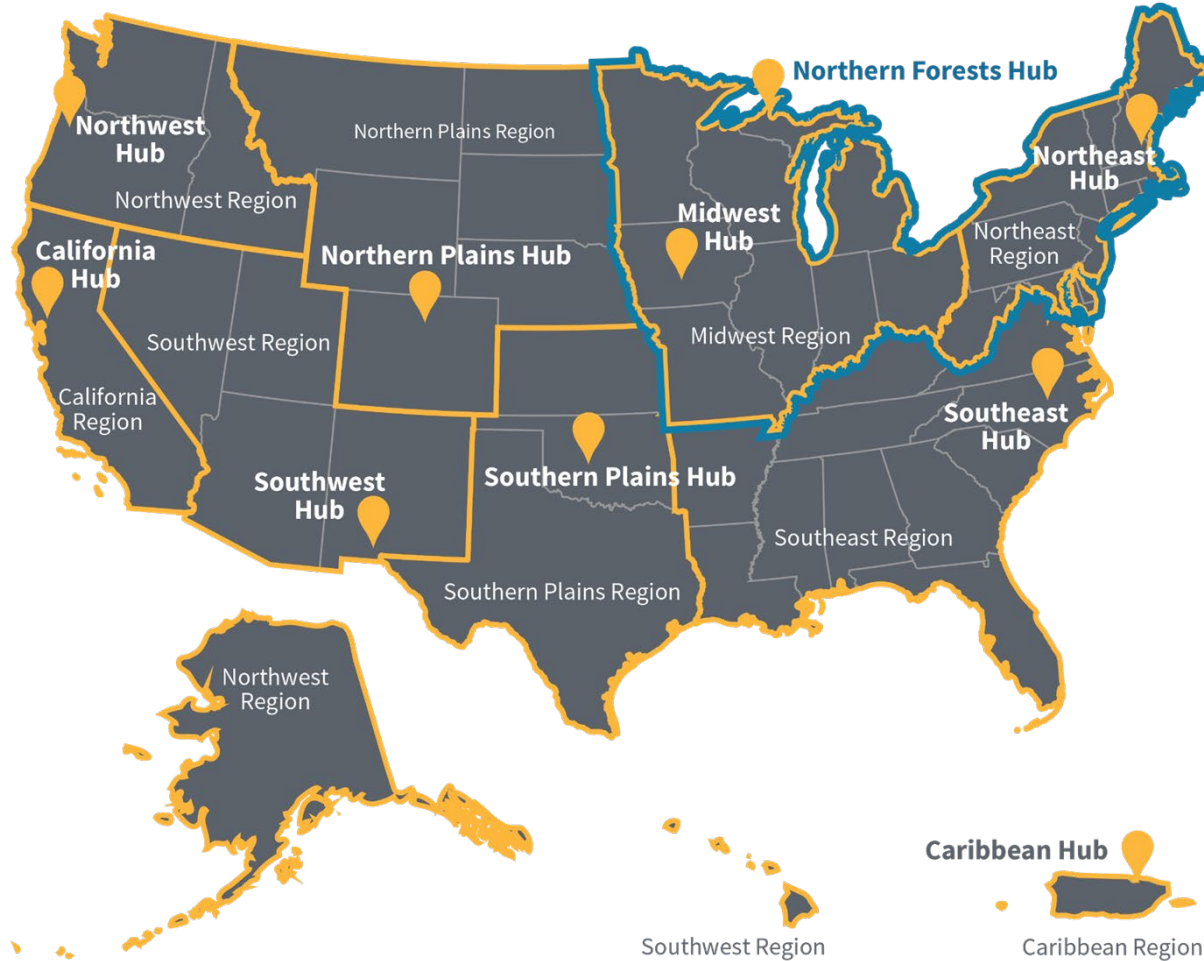 Northern Forests Hub
Northwest
Hub
Northern Plains Region
Northeast
Hub
Northwest Region
Midwest
Hub
Northeast
Region
California
Hub
Northern Plains Hub
Southwest Region
Midwest Region
California
Region
Southeast
Hub
Southwest
Hub
Southern Plains Hub
Southeast Region
Southern Plains Region
Northwest
Region
Caribbean Hub
Southwest Region
Caribbean Region